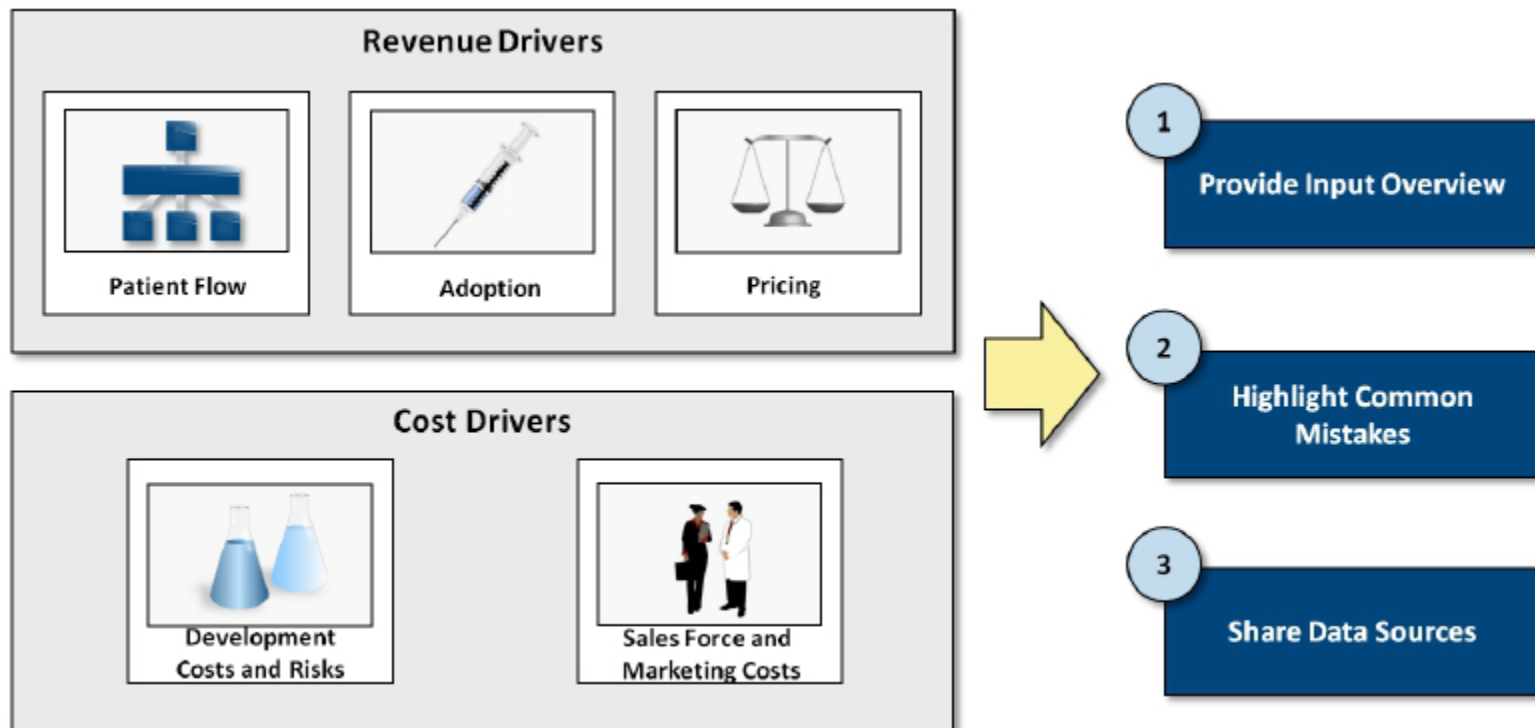 Revenue Drivers
Patient Flow
Adoption
Pricing
Cost Drivers
Development
Costs and Risks
Sales Force and
Marketing Costs
1
Provide Input Overview
2
Highlight Common
Mistakes
3
Share Data Sources